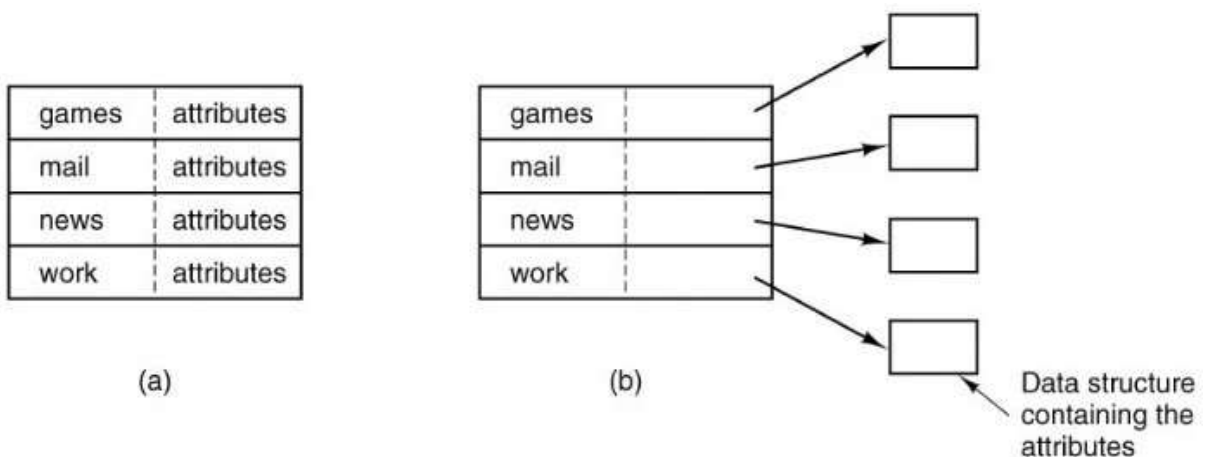 games attributes
mail attributes
news attributes
work attributes
(a)
games
mail
news
work
(b)
Data structure
containing the
attributes